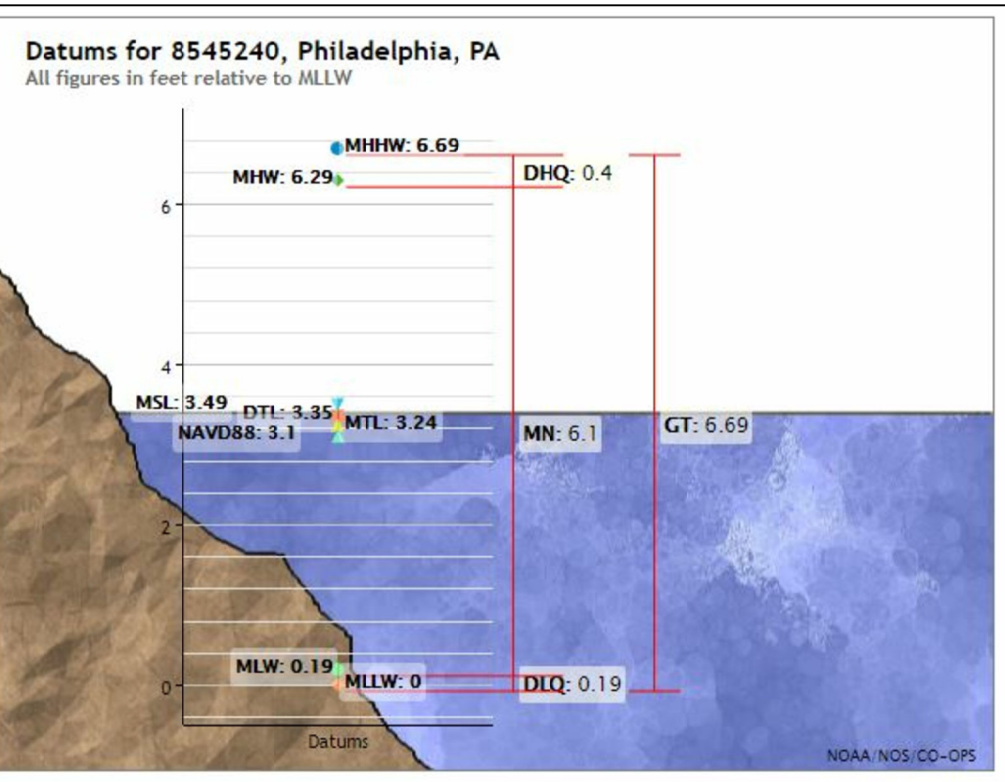 Datums for 8545240, Philadelphia, PA
All figures in feet relative to MLLW
MHHW: 6.69
DHQ: 0.4
MHW: 6.29
6
4
MSL: 3.49
DTL: 3.35
MTL: 3.24
NAVD88: 3.1
MN: 6.1
GT: 6.69
2
MLW: 0.19
0
MLLW: 0
DLQ: 0.19
Datums
NOAA/NOS/CO-OPS